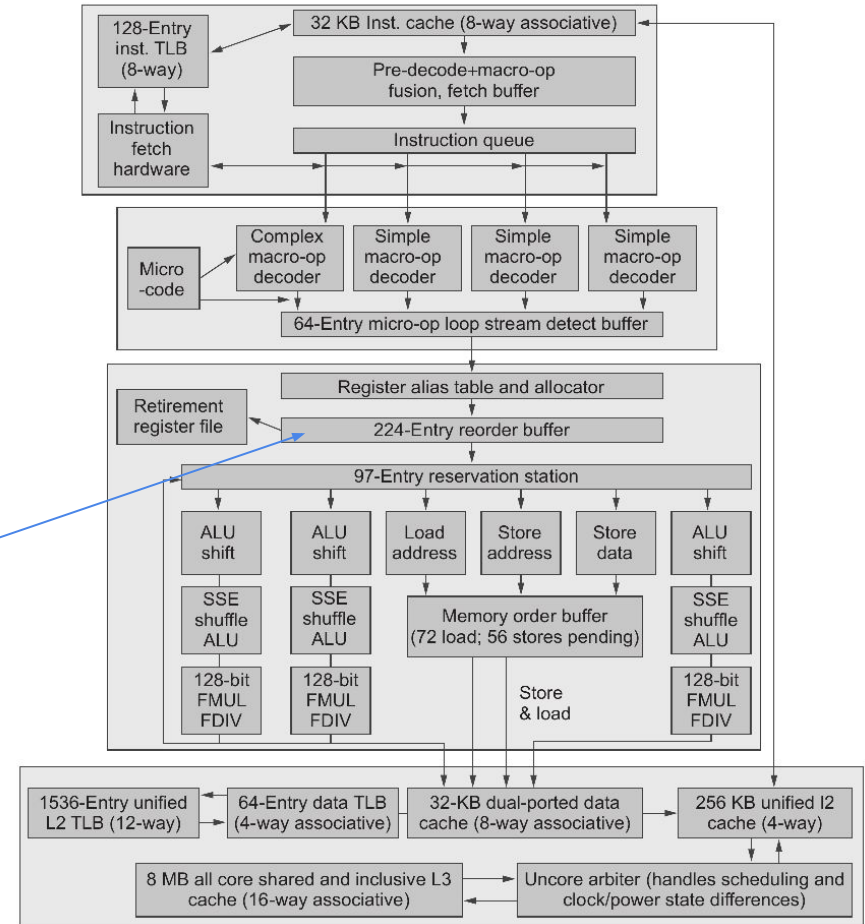 128-Entry
inst. TLB
(8-way)
32 KB Inst. cache (8-way associative)
Pre-decode+macro-op
fusion, fetch buffer
Instruction
fetch
hardware
Instruction queue
Micro
-code
Complex
macro-op
decoder
Simple
macro-op
decoder
Simple
macro-op
decoder
Simple
macro-op
decoder
64-Entry micro-op loop stream detect buffer
Register alias table and allocator
Retirement
register file
224-Entry reorder buffer
97-Entry reservation station
ALU
shift
ALU
shift
Load
address
Store
address
Store
data
ALU
shift
SSE
shuffle
ALU
SSE
shuffle
ALU
Memory order buffer
(72 load; 56 stores pending)
SSE
shuffle
ALU
128-bit
FMUL
FDIV
128-bit
FMUL
FDIV
Store
& load
128-bit
FMUL
FDIV
1536-Entry unified
L2 TLB (12-way)
64-Entry data TLB
(4-way associative)
32-KB dual-ported data
cache (8-way associative)
256 KB unified l2
cache (4-way)
8 MB all core shared and inclusive L3
cache (16-way associative)
Uncore arbiter (handles scheduling and
clock/power state differences)